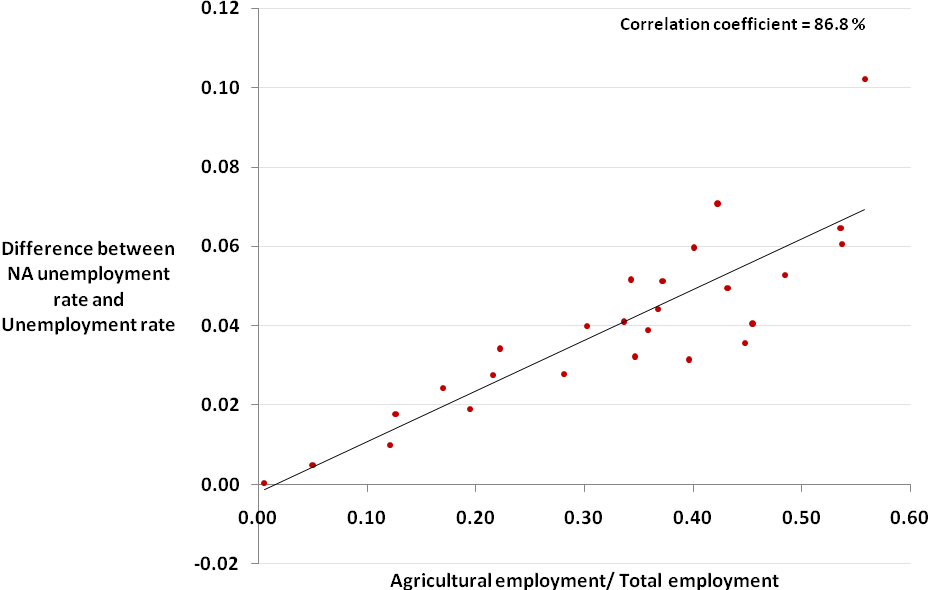 0.12
Correlation coefficient = 86.8 %
0.10
0.08
0.06
Difference between
NA unemployment
rate and
Unemployment rate
0.04
0.02
0.00
0.00 0.10 0.20 0.30 0.40 0.50 0.60
-0.02
Agricultural employment/ Total employment